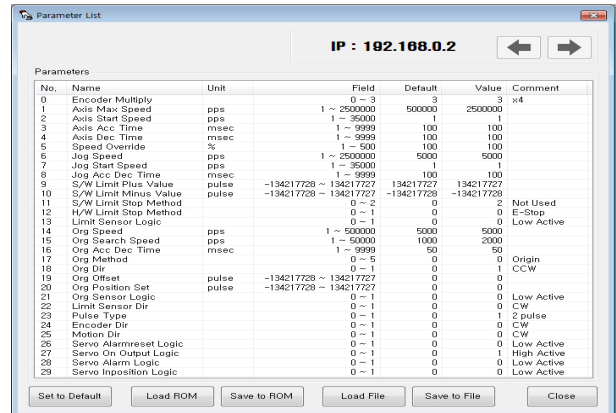 Parameter List
IP : 192.168.0.2
Parameters
No. Name Unit Field Default Value Comment
0 Encoder Multiply 0 ~ 3 3 3 x4
1 Axis Max Speed pps 1 ~ 2500000 500000 2500000
2 Axis Start Speed pps 1 ~ 35000 1 1
3 Axis Acc Time msec 1 ~ 9999 100 100
4 Axis Dec Time msec 1 ~ 9999 100 100
5 Speed Override % 1 ~ 500 100 100
6 Jog Speed pps 1 ~ 2500000 5000 5000
7 Jog Start Speed pps 1 ~ 35000 1 1
8 Jog Acc Dec Time msec 1 ~ 9999 100 100
9 S/W Limit Plus Value pulse -134217728 ~ 134217727 134217727 134217727
10 S/W Limit Minus Value pulse -134217728 ~ 134217727 -134217728 -134217728
11 S/W Limit Stop Method 0 ~ 2 0 2 Not Used
12 H/W Limit Stop Method 0 ~ 1 0 0 E-Stop
13 Limit Sensor Logic 0 ~ 1 0 0 Low Active
14 Org Speed pps 1 ~ 500000 5000 5000
15 Org Search Speed pps 1 ~ 50000 1000 2000
16 Org Acc Dec Time msec 1 ~ 9999 50 50
17 Org Method 0 ~ 5 0 0 Origin
18 Org Dir 0 ~ 1 0 1 CCW
19 Org Offset pulse -134217728 ~ 134217727 0 0
20 Org Position Set pulse -134217728 ~ 134217727 0 0
21 Org Sensor Logic 0 ~ 1 0 0 Low Active
22 Limit Sensor Dir 0 ~ 1 0 0 CW
23 Pulse Type 0 ~ 1 0 1 2 pulse
24 Encoder Dir 0 ~ 1 0 0 CW
25 Motion Dir 0 ~ 1 0 0 CW
26 Servo Alarmreset Logic 0 ~ 1 0 0 Low Active
27 Servo On Output Logic 0 ~ 1 0 1 High Active
28 Servo Alarm Logic 0 ~ 1 0 0 Low Active
29 Servo Inposition Logic 0 ~ 1 0 0 Low Active
Set to Default Load ROM Save to ROM Load File Save to File Close